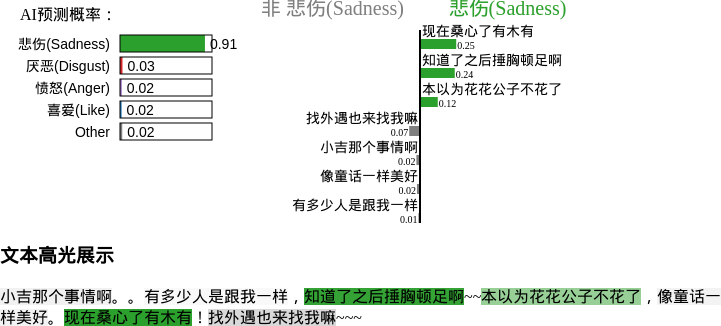 AI预测概率：
悲伤(Sadness) 0.91
厌恶(Disgust) 0.03
愤怒(Anger) 0.02
喜爱(Like) 0.02
Other 0.02
非 悲伤(Sadness) 悲伤(Sadness)
现在桑心了有木有
0.25
知道了之后捶胸顿足啊
0.24
本以为花花公子不花了
0.12
找外遇也来找我嘛
0.07
小吉那个事情啊
0.02
像童话一样美好
0.02
有多少人是跟我一样
0.01
文本高光展示
小吉那个事情啊。。有多少人是跟我一样，知道了之后捶胸顿足啊~~本以为花花公子不花了，像童话一
样美好。现在桑心了有木有！找外遇也来找我嘛~~~